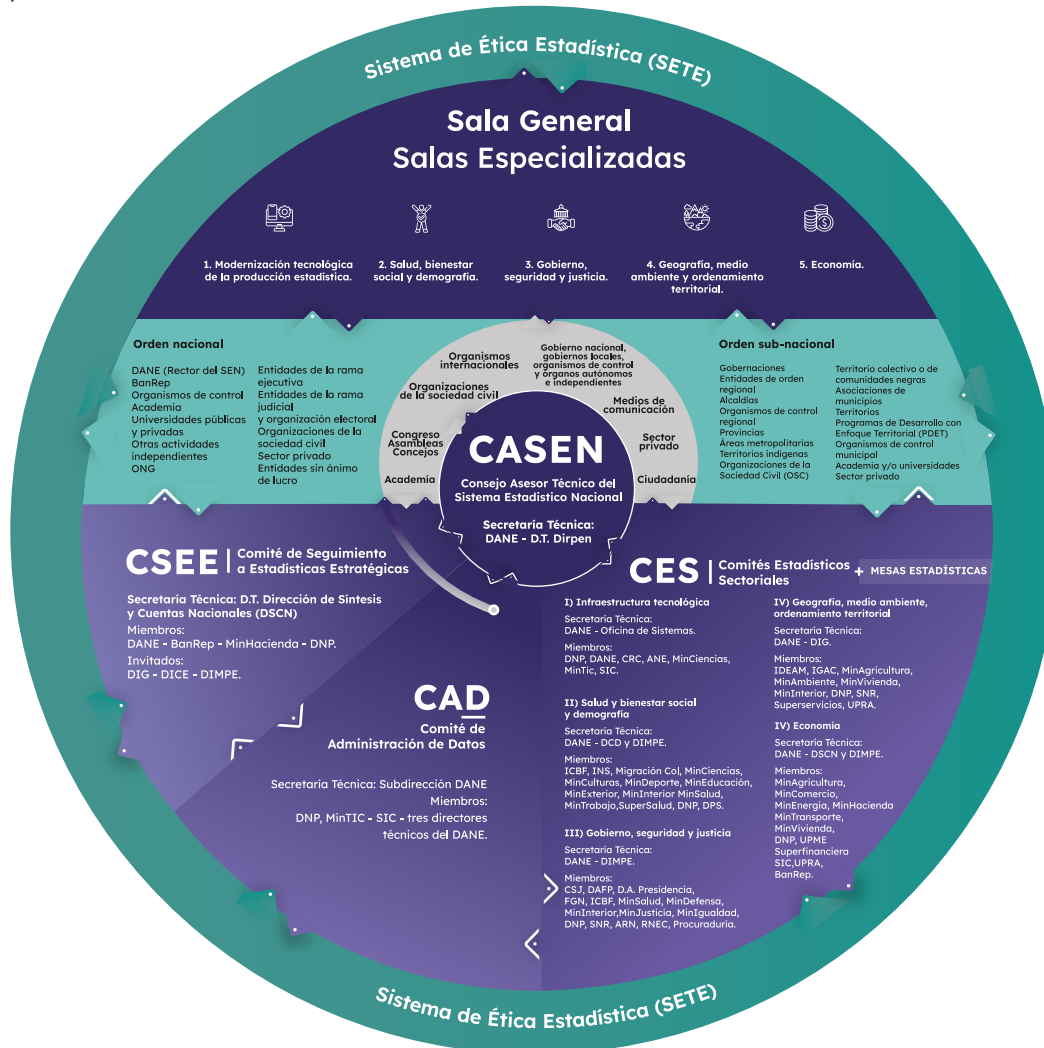 Sistema de Ética Estadística (SETE)
Sala General
Salas Especializadas
1. Modernización tecnológica
de la producción estadística.
2. Salud, bienestar
social y demografía.
3. Gobierno,
seguridad y justicia.
4. Geografía, medio
ambiente y ordenamiento
territorial.
5. Economía.
Orden nacional
DANE (Rector del SEN)
BanRep
Organismos de control
Academia
Universidades públicas
y privadas
Otras actividades
independientes
ONG
Entidades de la rama
ejecutiva
Entidades de la rama
judicial
y organización electoral
Organizaciones de la
sociedad civil
Sector privado
Entidades sin ánimo
de lucro
Organismos
internacionales
Organizaciones
de la sociedad civil
Congreso
Asambleas
Concejos
Academía
Gobierno nacional,
gobiernos locales,
organismos de control
y órganos autónomos
e independientes
Medios de
comunicación
Sector
privado
Ciudadanía
CASEN
Consejo Asesor Técnico del
Sistema Estadistico Nacional
Secretaría Técnica:
DANE - D.T. Dirpen
Orden sub-nacional
Gobernaciones
Entidades de orden
regional
Alcaldías
Organismos de control
regional
Provincias
Áreas metropolitarias
Territorios indígenas
Organizaciones de la
Sociedad Civil (OSC)
Territorio colectivo o de
comunidades negras
Asociaciones de
municipios
Territorios
Programas de Desarrollo con
Enfoque Territorial (PDET)
Organismos de control
municipal
Academia y/o universidades
Sector privado
CSEE
Comité de Seguimiento
a Estadísticas Estratégicas
Secretaría Técnica: D.T. Dirección de Síntesis
y Cuentas Nacionales (DSCN)
Miembros:
DANE - BanRep - MinHacienda - DNP.
Invitados:
DIG - DICE - DIMPE.
CAD
Comité de
Administración de Datos
Secretaría Técnica: Subdirección DANE
Miembros:
DNP, MinTIC - SIC - tres directores
técnicos del DANE.
CES
Comités Estadísticos
Sectoriales
+ MESAS ESTADÍSTICAS
I) Infraestructura tecnológica
Secretaría Técnica:
DANE - Oficina de Sistemas.
Miembros:
DNP, DANE, CRC, ANE, MinCiencias,
MinTic, SIC.
II) Salud y bienestar social
y demografía
Secretaría Técnica:
DANE - DCD y DIMPE.
Miembros:
ICBF, INS, Migración Col, MinCiencias,
MinCulturas, MinDeporte, MinEducación,
MinExterior, MinInterior MinSalud,
MinTrabajo,SuperSalud, DNP, DPS.
III) Gobierno, seguridad y justicia
Secretaría Técnica:
DANE - DIMPE.
Miembros:
CSJ, DAFP, D.A. Presidencia,
FGN, ICBF, MinSalud, MinDefensa,
MinInterior,MinJusticia, MinIgualdad,
DNP, SNR, ARN, RNEC, Procuraduría.
IV) Geografía, medio ambiente,
ordenamiento territorial
Secretaría Técnica:
DANE - DIG.
Miembros:
IDEAM, IGAC, MinAgricultura,
MinAmbiente, MinVivienda,
MinInterior, DNP, SNR,
Superservicios, UPRA.
IV) Economía
Secretaría Técnica:
DANE - DSCN y DIMPE.
Miembros:
MinAgricultura,
MinComercio,
MinEnergia, MinHacienda
MinTransporte,
MinVivienda,
DNP, UPME
Superfinanciera
SIC,UPRA,
BanRep.
Sistema de Ética Estadística (SETE)